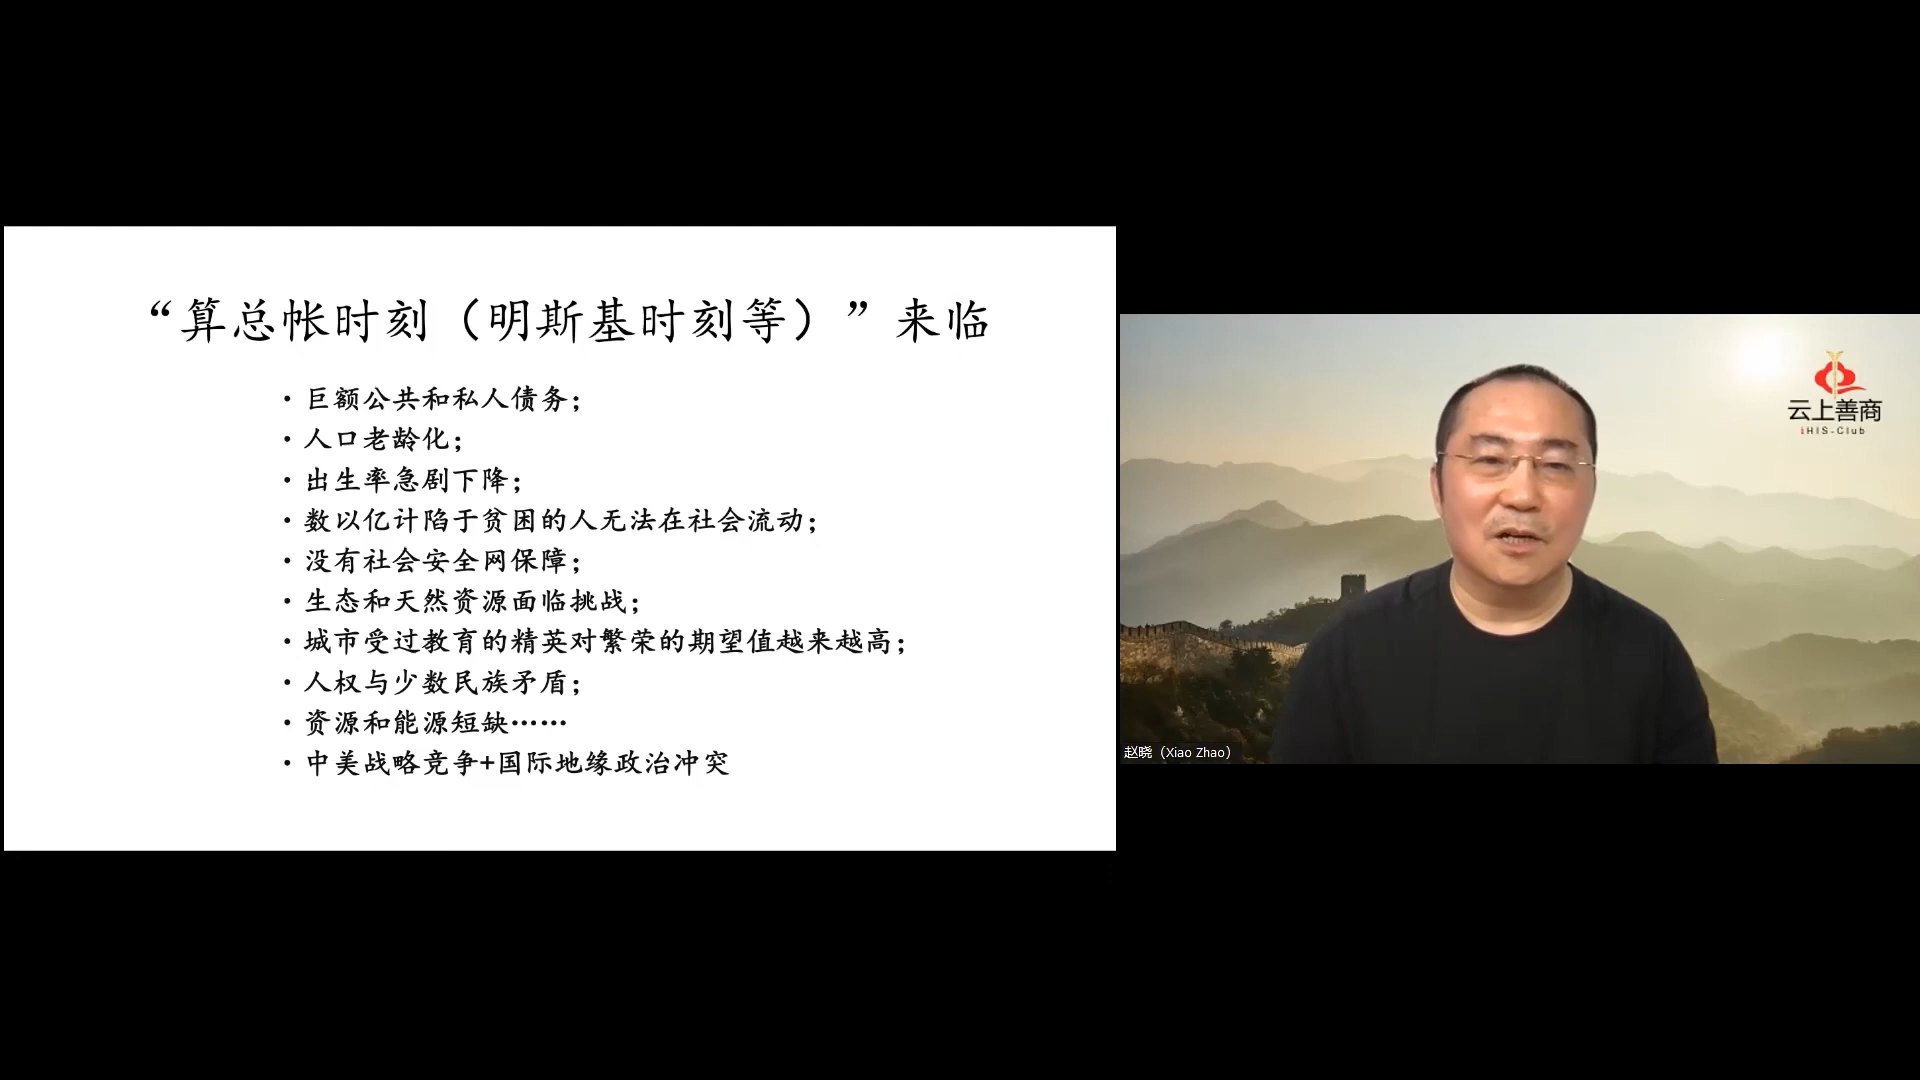 “算总帐时刻（明斯基时刻等）”来临
· 巨额公共和私人债务；
· 人口老龄化；
· 出生率急剧下降；
· 数以亿计陷于贫困的人无法在社会流动；
· 没有社会安全网保障；
· 生态和天然资源面临挑战；
· 城市受过教育的精英对繁荣的期望值越来越高；
· 人权与少数民族矛盾；
· 资源和能源短缺……
· 中美战略竞争+国际地缘政治冲突
云上善商
iHIS-Club
赵晓（Xiao Zhao）